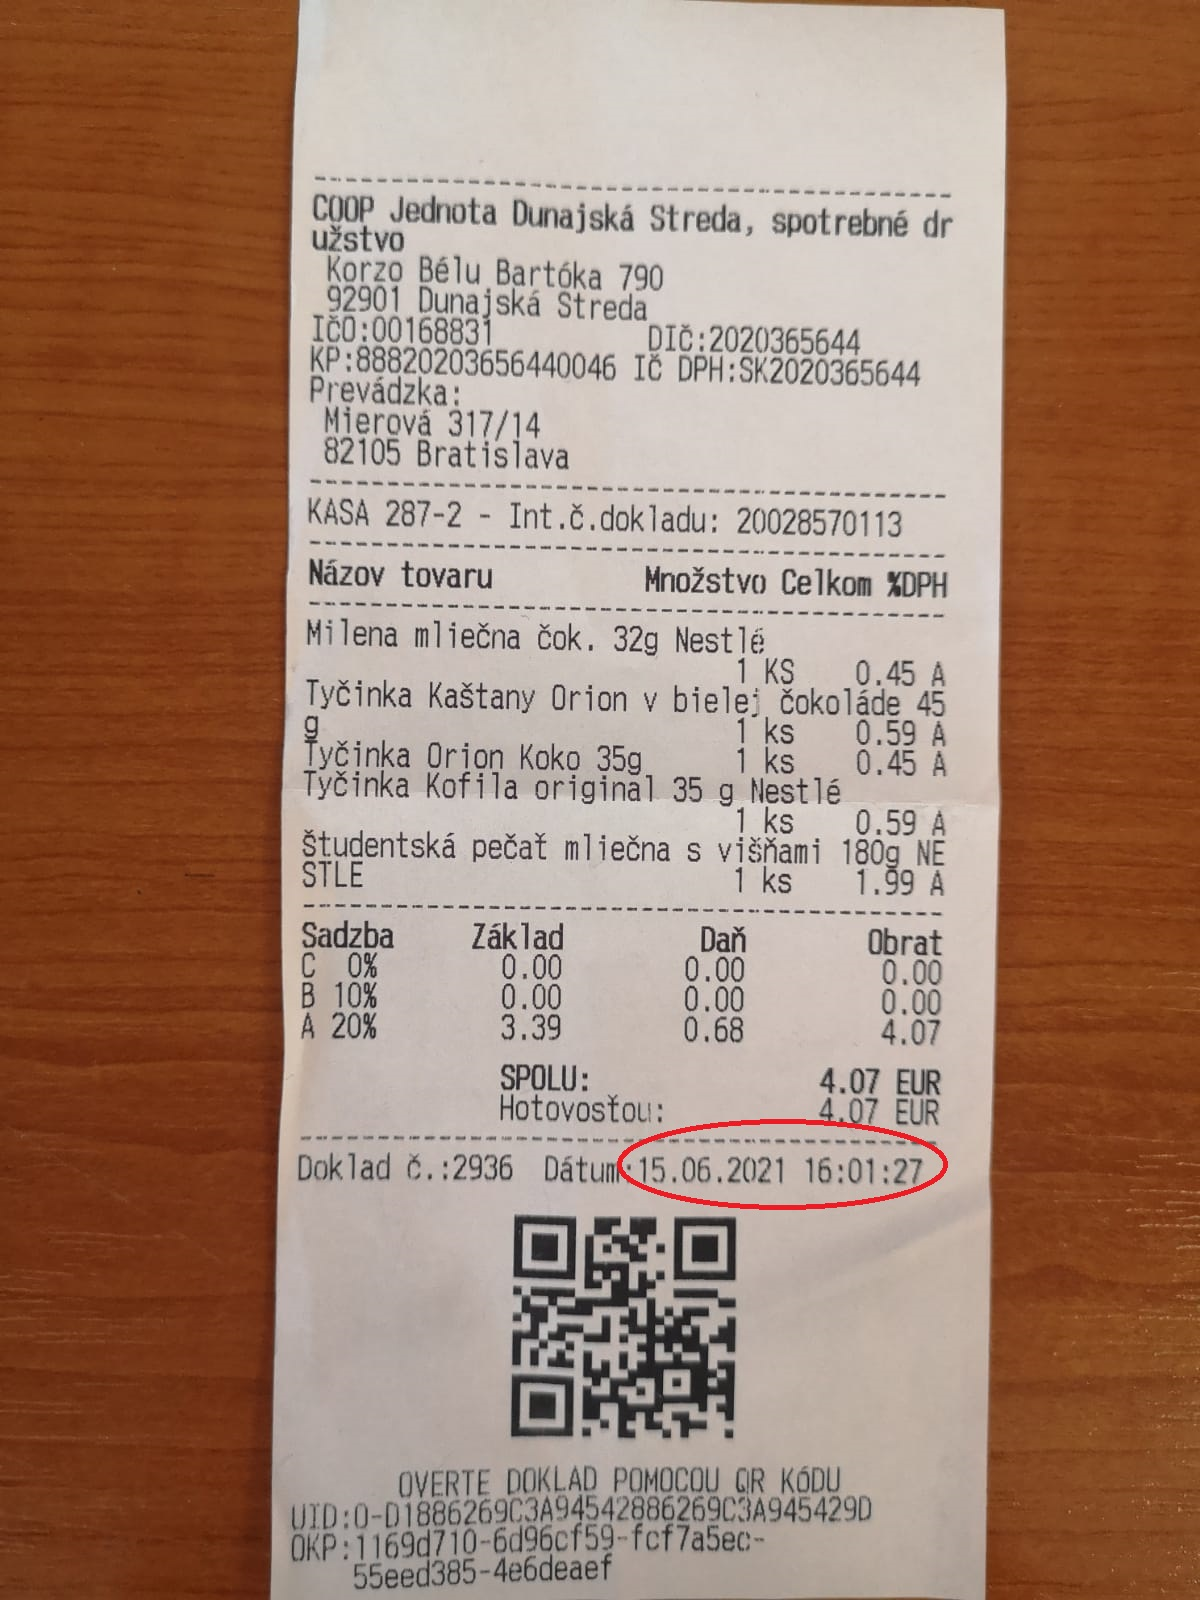 COOP Jednota Dunajská Streda, spotrebné dr
užstvo
Korzo Bélu Bartóka 790
92901 Dunajská Streda
IČO:00168831 DIČ:2020365644
KP:88820203656440046 IČ DPH:SK2020365644
Prevádzka:
Mierová 317/14
82105 Bratislava
KASA 287-2 - Int.č.dokladu: 20028570113
Názov tovaru Množstvo Celkom %DPH
Milena mliečna čok. 32g Nestlé
1 KS 0.45 A
Tyčinka Kaštany Orion v bielej čokoláde 45
g 1 ks 0.59 A
Tyčinka Orion Koko 35g 1 ks 0.45 A
Tyčinka Kofila original 35 g Nestlé
1 ks 0.59 A
Študentská pečať mliečna s višňami 180g NE
STLE 1 ks 1.99 A
Sadzba Základ Daň Obrat
C 0% 0.00 0.00 0.00
B 10% 0.00 0.00 0.00
A 20% 3.39 0.68 4.07
SPOLU: 4.07 EUR
Hotovosťou: 4.07 EUR
Doklad č.:2936 Dátum:15.06.2021 16:01:27
OVERTE DOKLAD POMOCOU QR KÓDU
UID:O-D1886269C3A94542886269C3A945429D
OKP:1169d710-6d96cf59-fcf7a5ec-
55eed385-4e6deaef